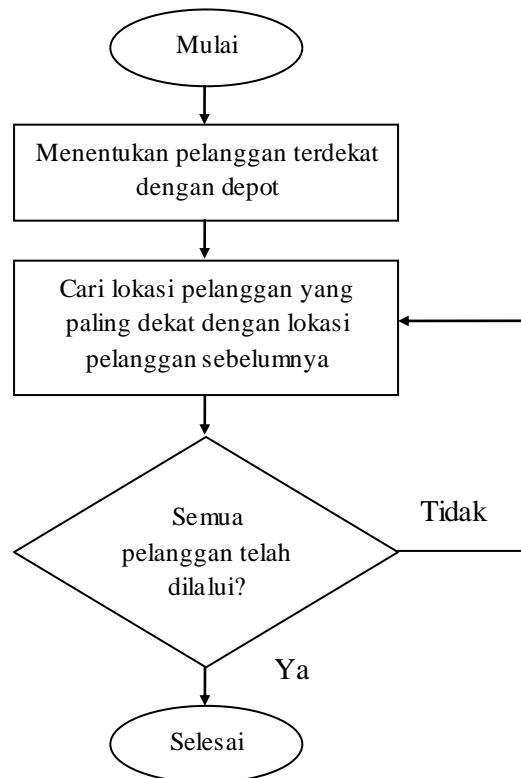 Mulai
Menentukan pelanggan terdekat
dengan depot
Cari lokasi pelanggan yang
paling dekat dengan lokasi
pelanggan sebelumnya
Semua
pelanggan telah
dilalui?
Tidak
Ya
Selesai